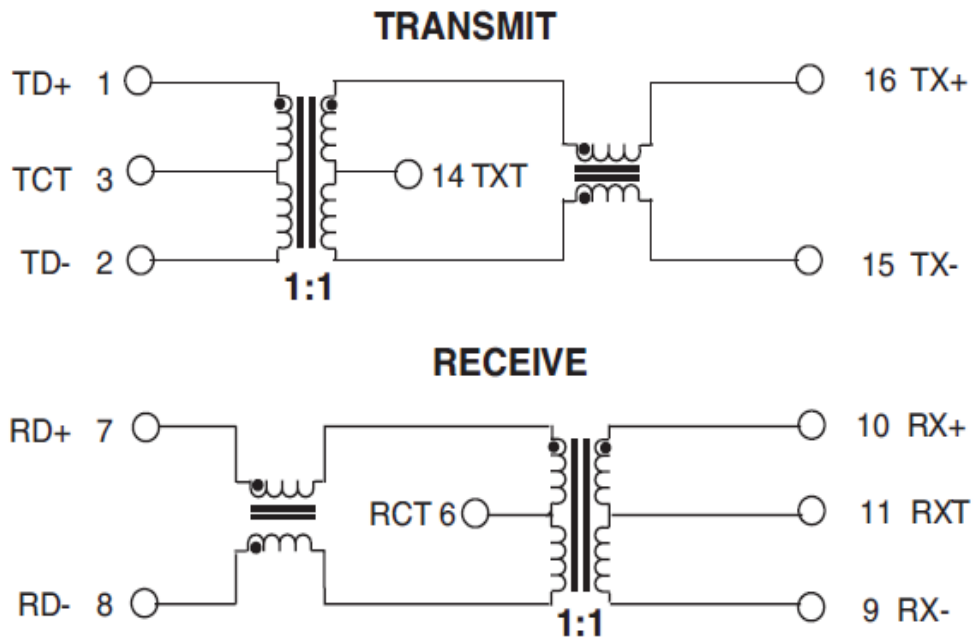 TRANSMIT
TD+ 1
16 TX+
TCT 3
14 TXT
TD- 2
15 TX-
1:1
RECEIVE
RD+ 7
10 RX+
RCT 6
11 RXT
RD- 8
9 RX-
1:1